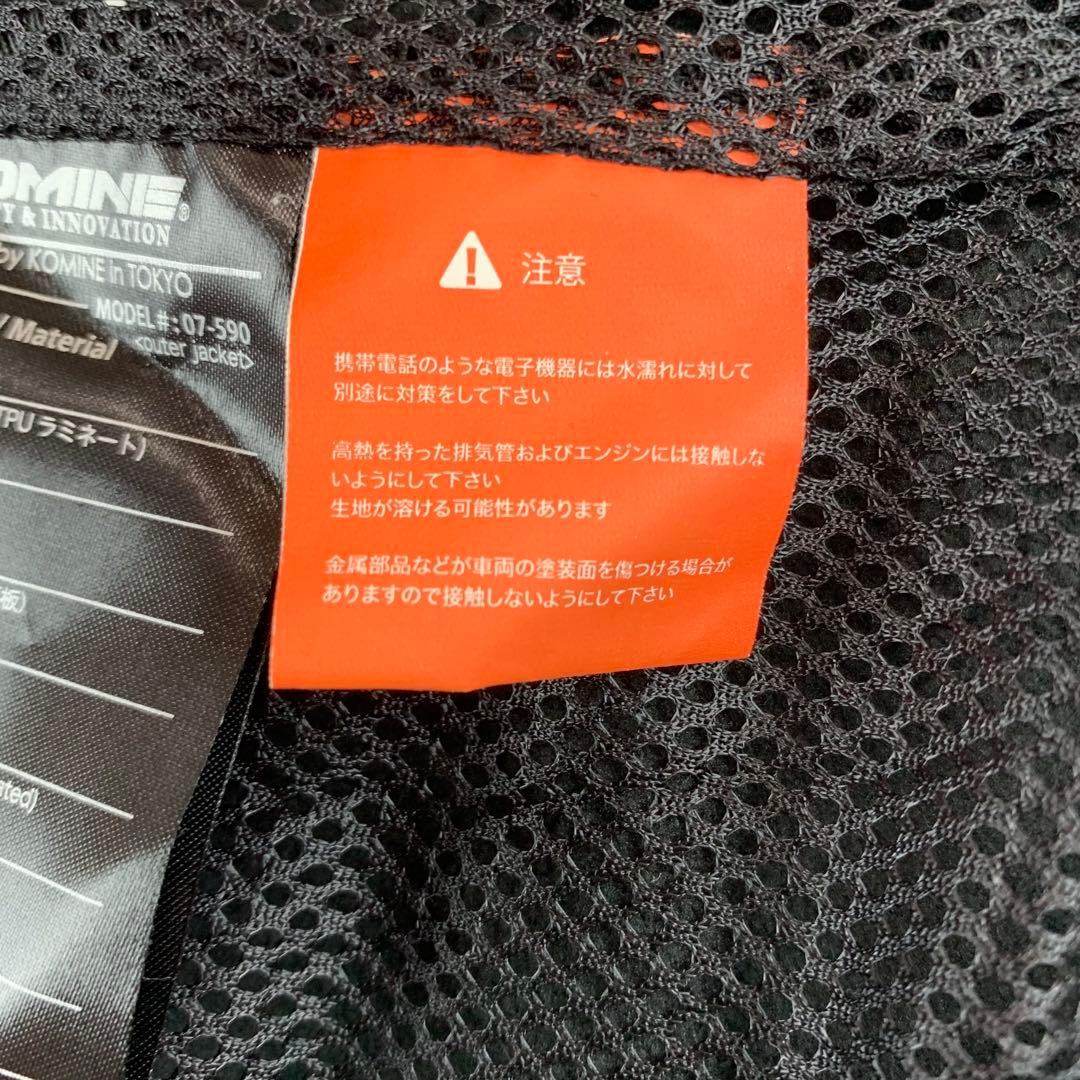 OMINE®
Y & INNOVATION
by KOMINE in TOKYO
MODEL#:07-590
<outer jacket>
Material
TPUラミネート)
板)
ated)
注意
携帯電話のような電子機器には水濡れに対して
別途に対策をして下さい
高熱を持った排気管およびエンジンには接触しな
いようにして下さい
生地が溶ける可能性があります
金属部品などが車両の塗装面を傷つける場合が
ありますので接触しないようにして下さい